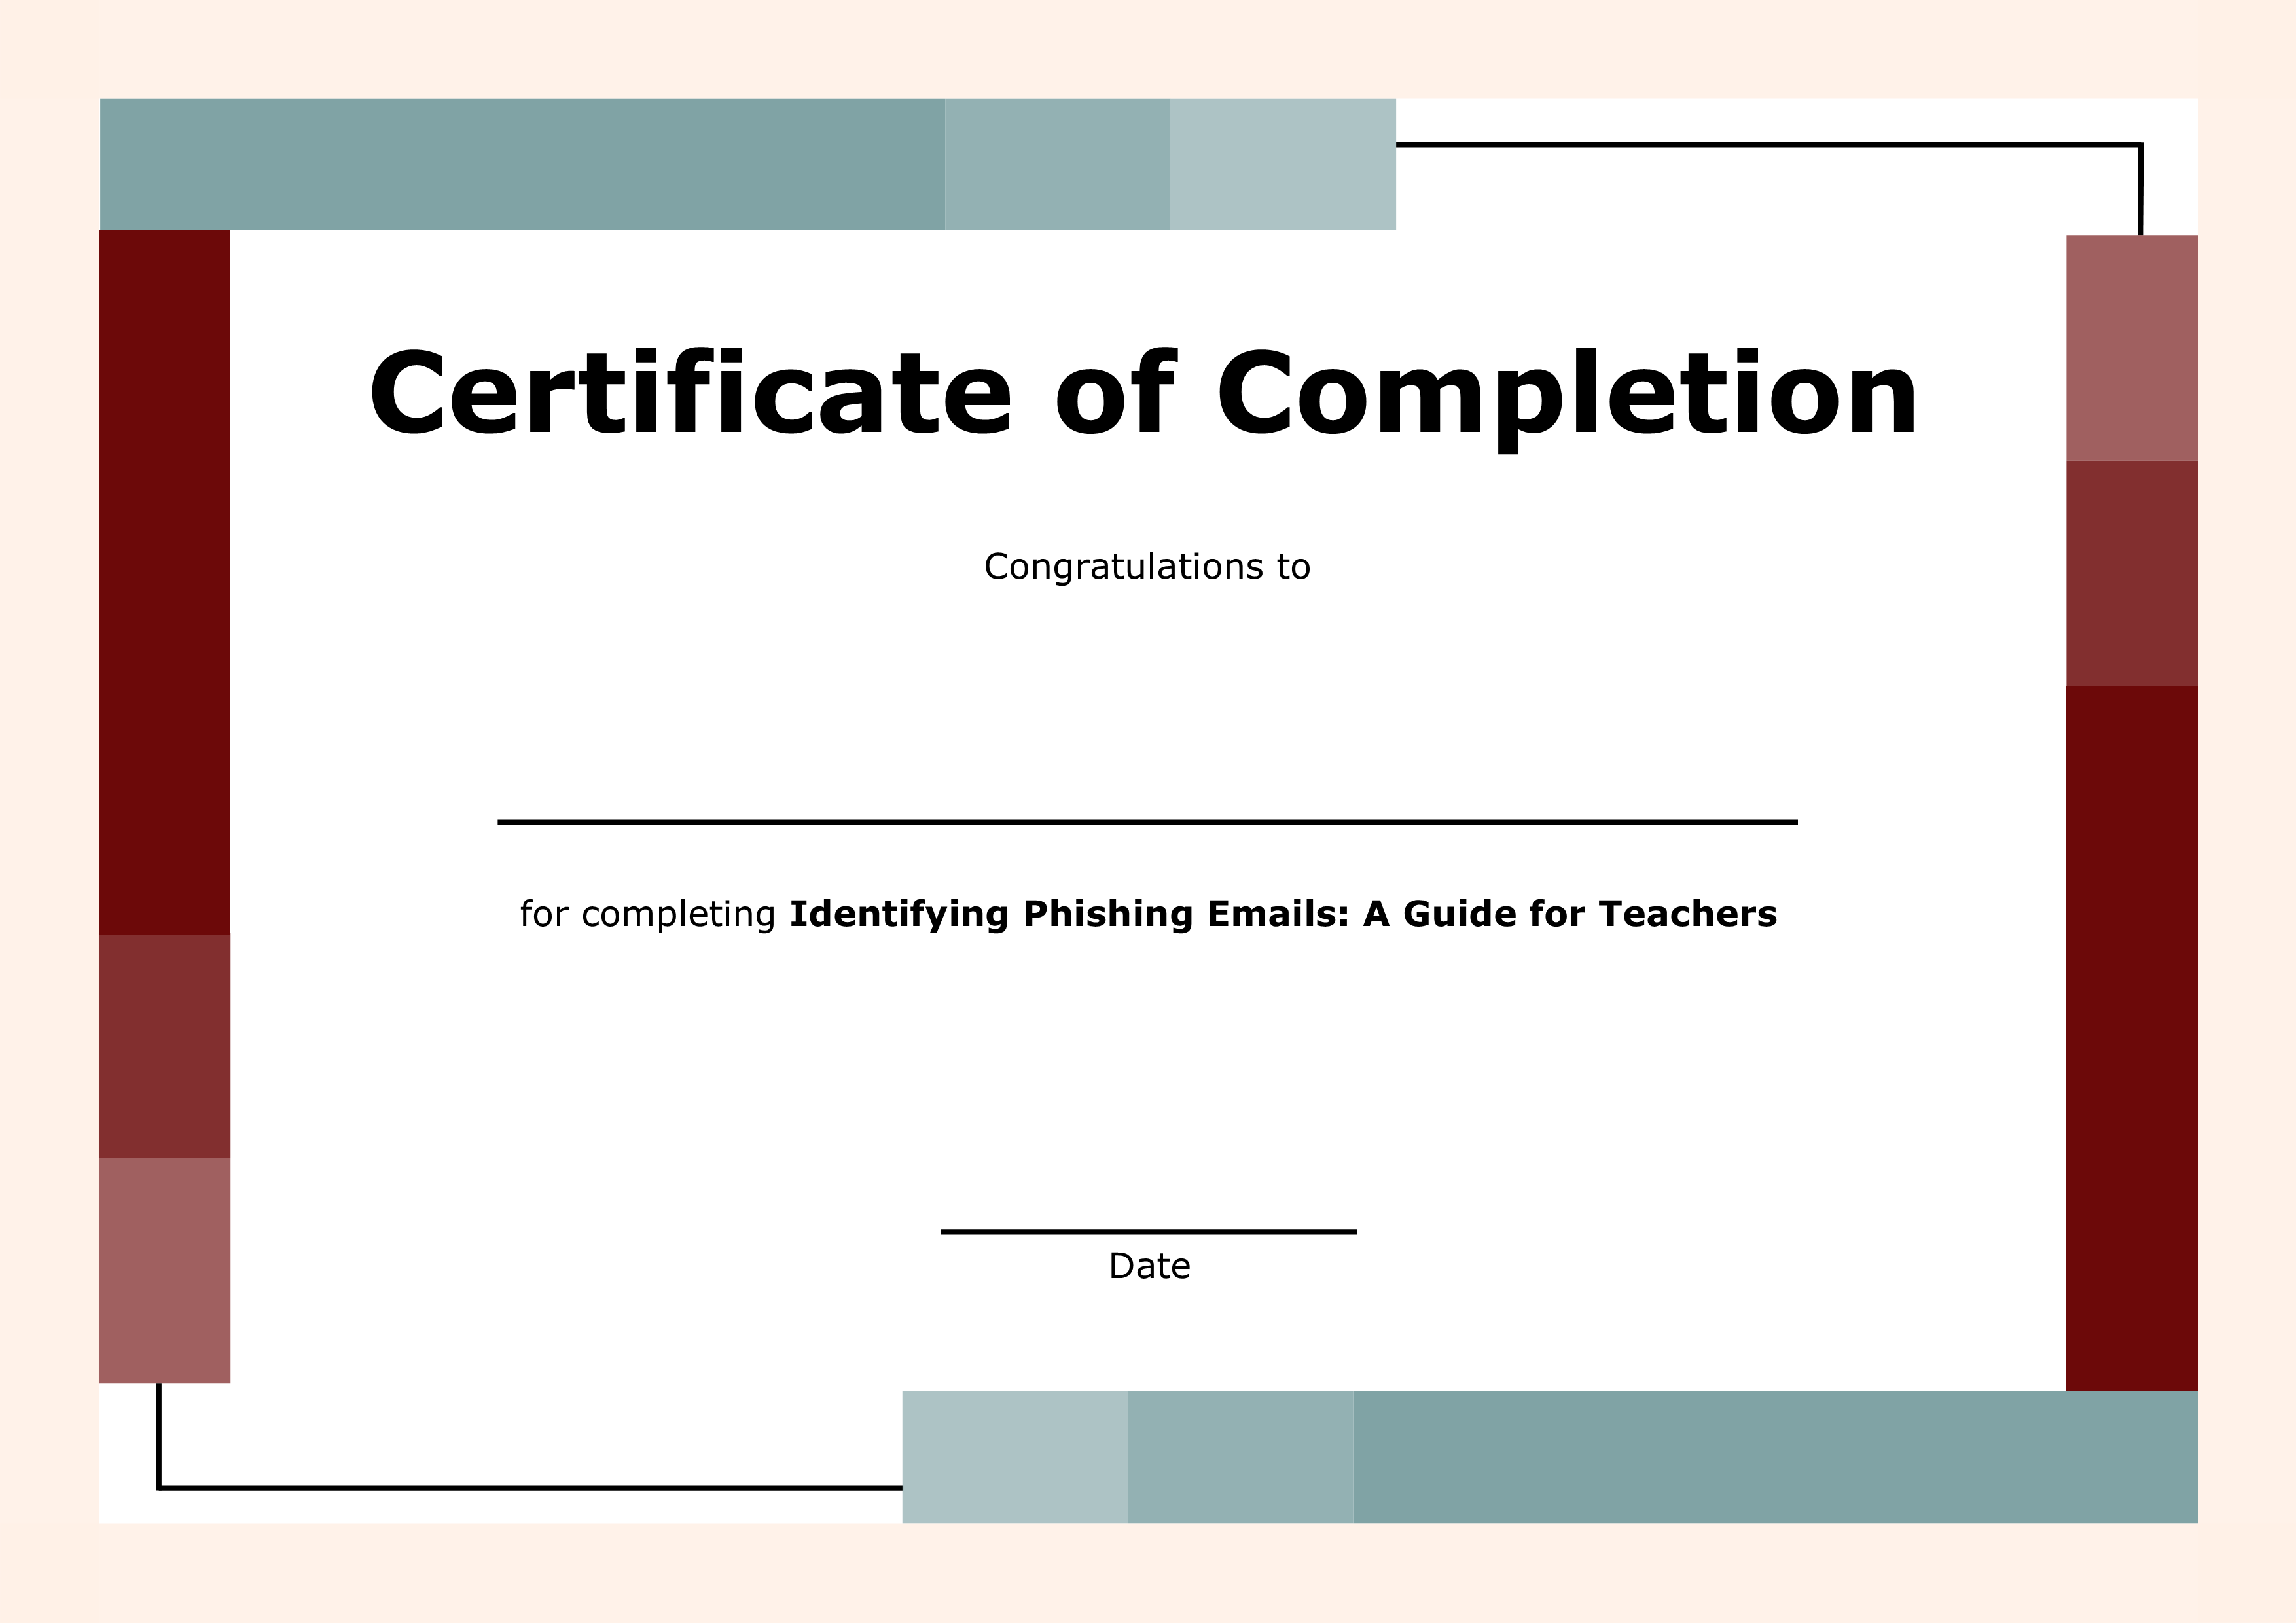 Certificate of Completion
Congratulations to
for completing Identifying Phishing Emails: A Guide for Teachers
Date